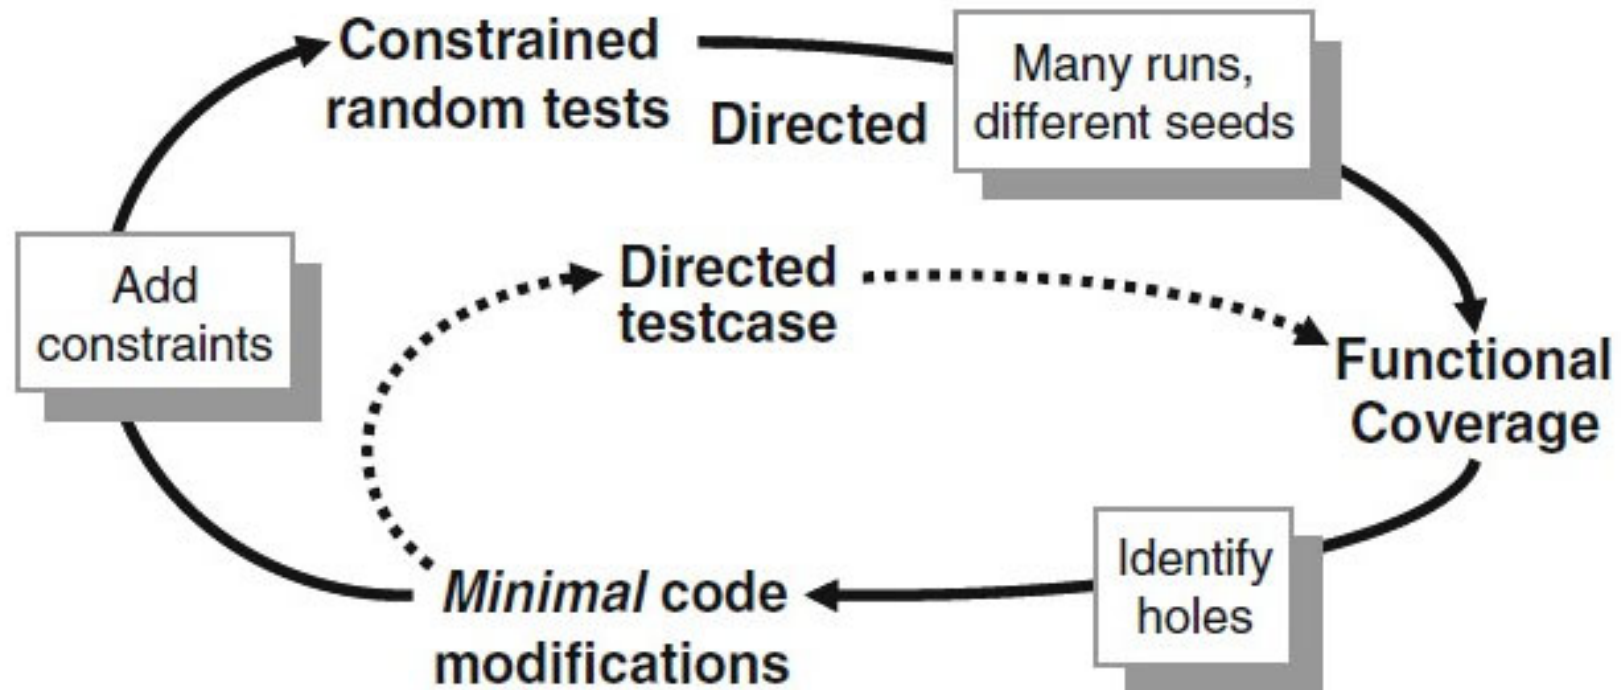 Constrained
random tests
Directed
Many runs,
different seeds
Add
constraints
Directed
testcase
Functional
Coverage
Identify
holes
Minimal code
modifications